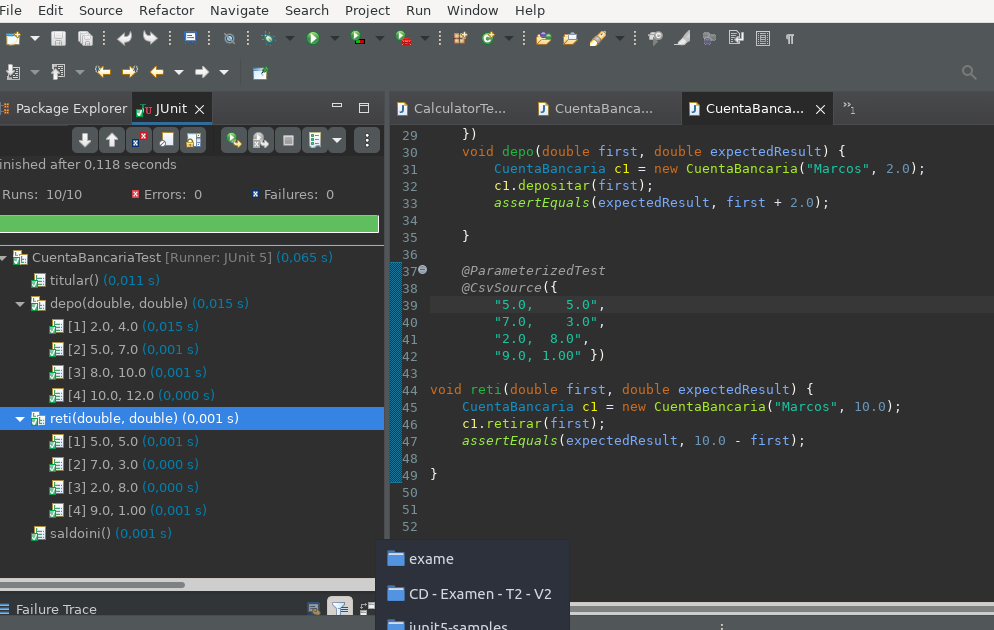 File Edit Source Refactor Navigate Search Project Run Window Help
Package Explorer JUnit
inished after 0,118 seconds
Runs: 10/10 Errors: 0 Failures: 0
CuentaBancariaTest [Runner: JUnit 5] (0,065 s)
titular() (0,011 s)
depo(double, double) (0,015 s)
[1] 2.0, 4.0 (0,015 s)
[2] 5.0, 7.0 (0,001 s)
[3] 8.0, 10.0 (0,001 s)
[4] 10.0, 12.0 (0,000 s)
reti(double, double) (0,001 s)
[1] 5.0, 5.0 (0,001 s)
[2] 7.0, 3.0 (0,000 s)
[3] 2.0, 8.0 (0,000 s)
[4] 9.0, 1.00 (0,001 s)
saldoini() (0,001 s)
Failure Trace
CalculatorTe... CuentaBanca... CuentaBanca... »1
29 })
30 void depo(double first, double expectedResult) {
31 CuentaBancaria c1 = new CuentaBancaria("Marcos", 2.0);
32 c1.depositar(first);
33 assertEquals(expectedResult, first + 2.0);
34
35 }
36
37 @ParameterizedTest
38 @CsvSource({
39 "5.0,    5.0",
40 "7.0,    3.0",
41 "2.0,  8.0",
42 "9.0, 1.00" })
43
44 void reti(double first, double expectedResult) {
45 CuentaBancaria c1 = new CuentaBancaria("Marcos", 10.0);
46 c1.retirar(first);
47 assertEquals(expectedResult, 10.0 - first);
48
49 }
50
51
52
exame
CD - Examen - T2 - V2
junit5-samples